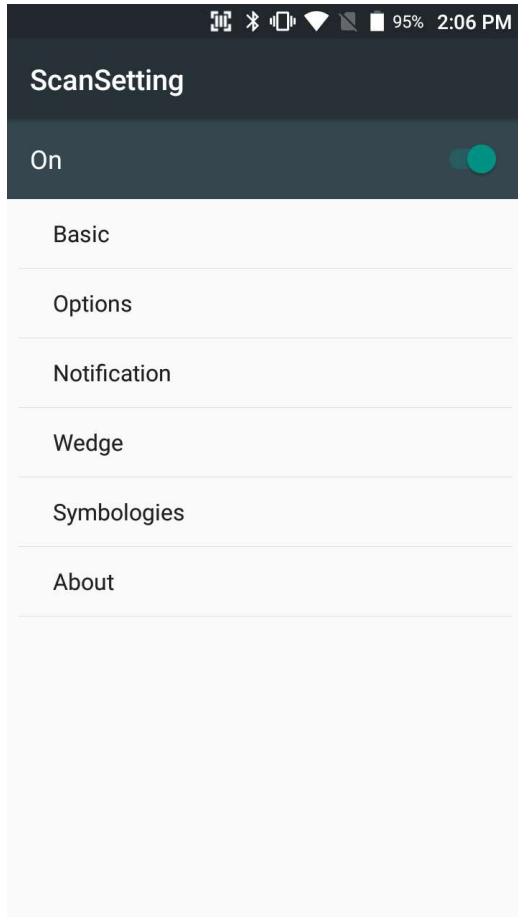 95% 2:06 PM
ScanSetting
On
Basic
Options
Notification
Wedge
Symbologies
About